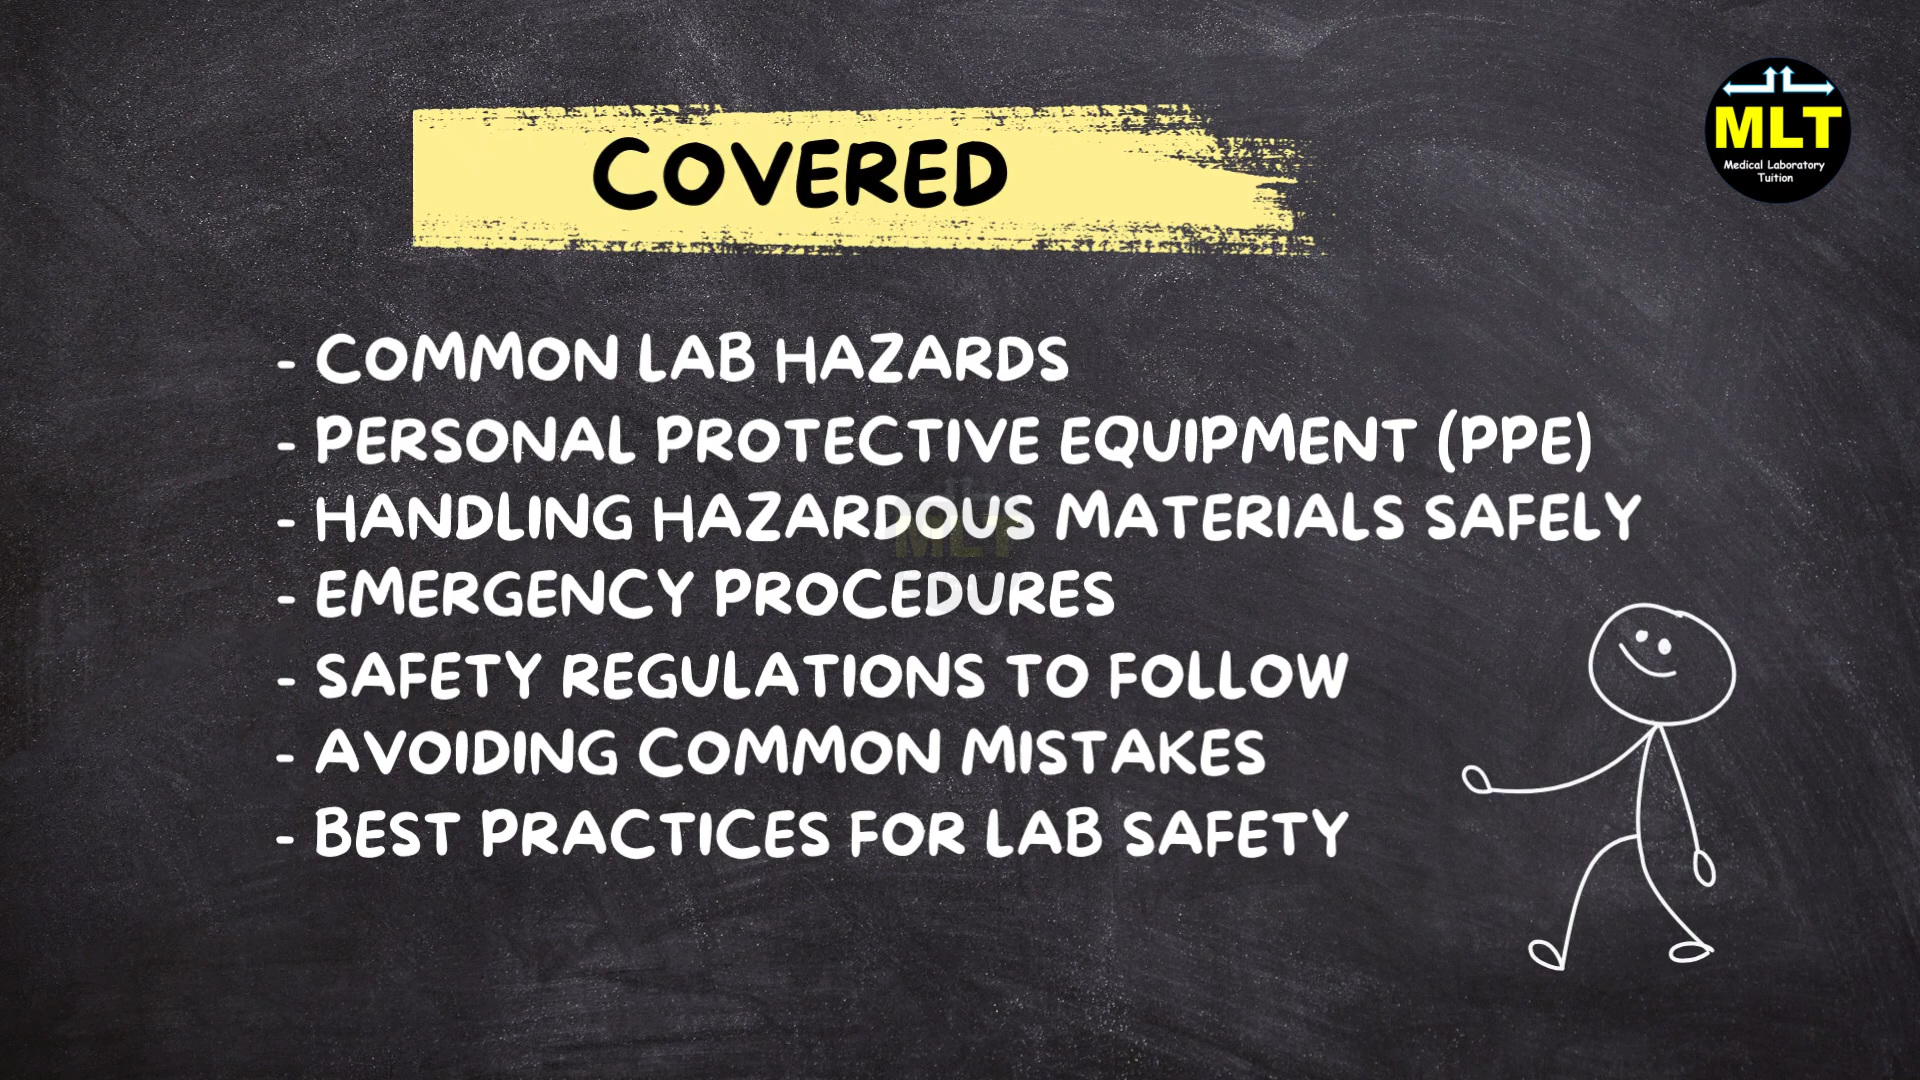 MLT
Medical Laboratory
Tuition
COVERED
- COMMON LAB HAZARDS
- PERSONAL PROTECTIVE EQUIPMENT (PPE)
- HANDLING HAZARDOUS MATERIALS SAFELY
- EMERGENCY PROCEDURES
- SAFETY REGULATIONS TO FOLLOW
- AVOIDING COMMON MISTAKES
- BEST PRACTICES FOR LAB SAFETY
MLT